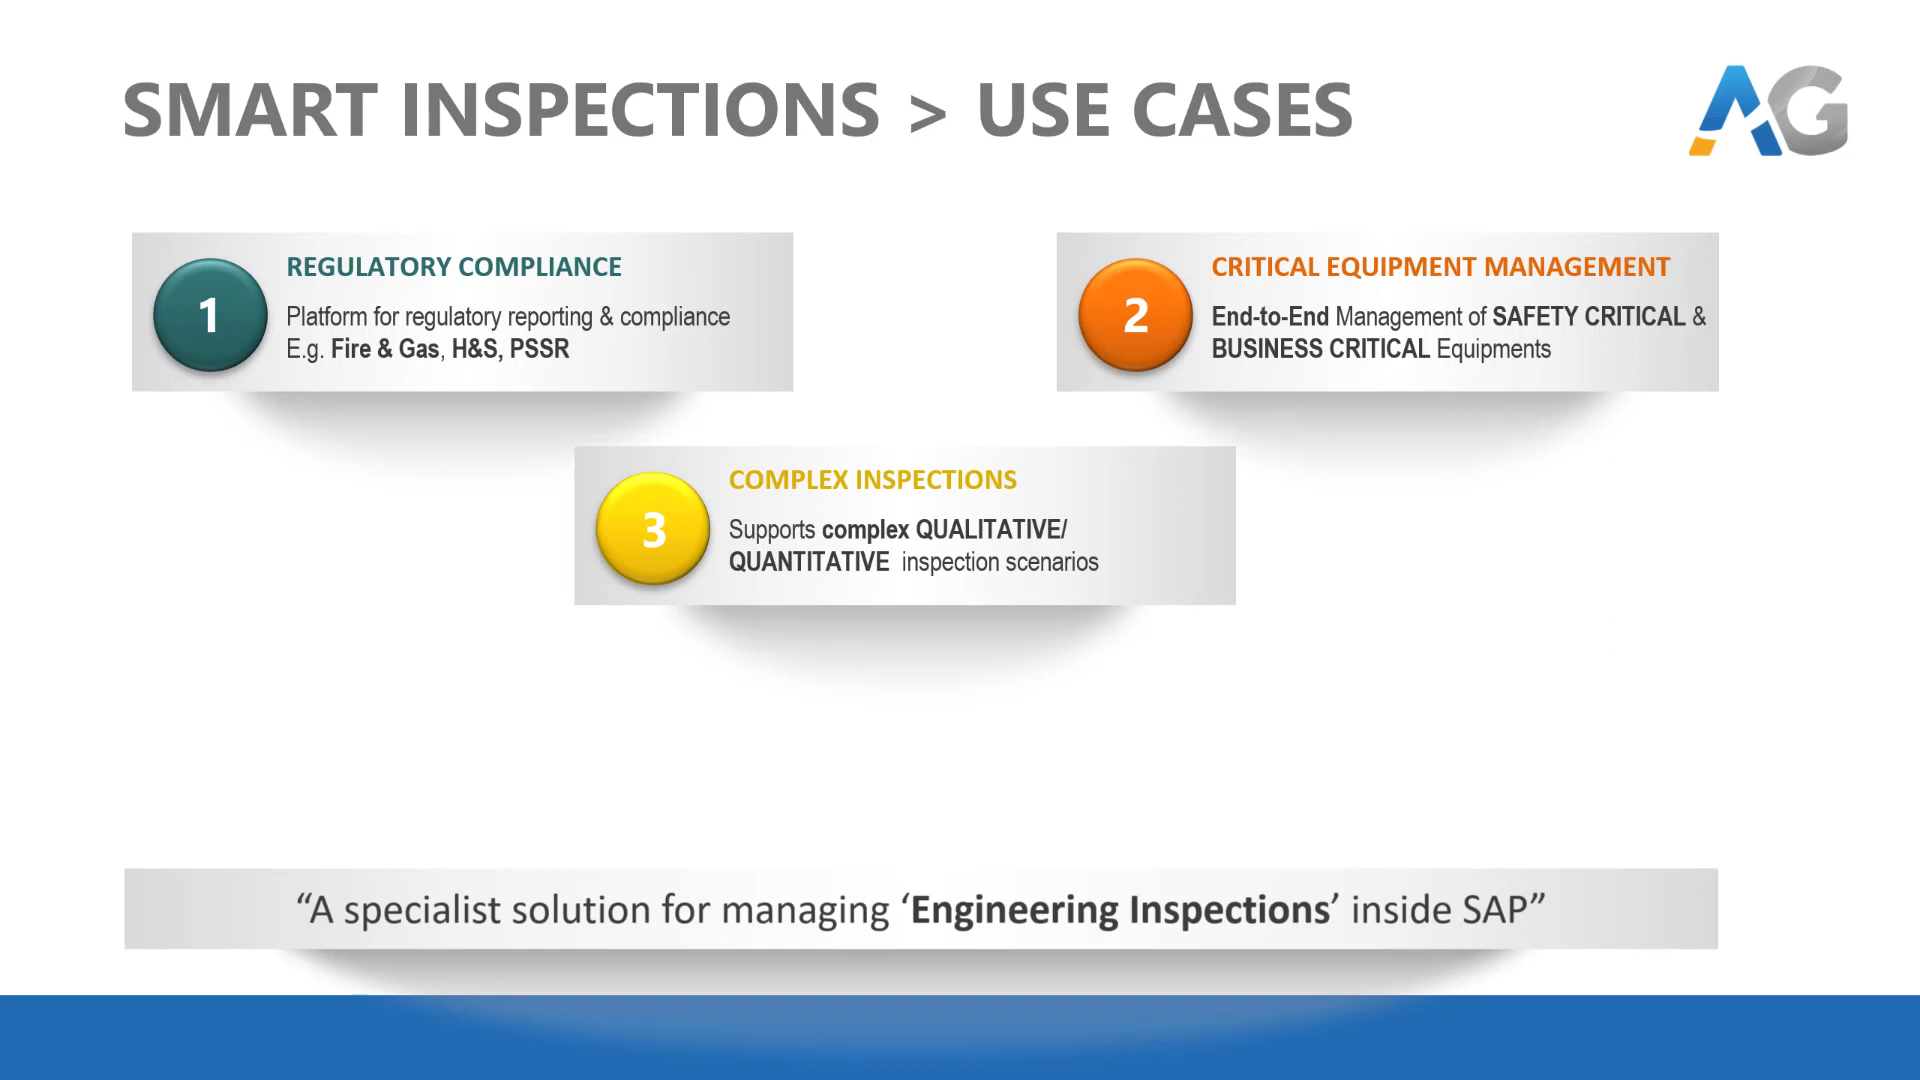 SMART INSPECTIONS > USE CASES
AG
1
REGULATORY COMPLIANCE
Platform for regulatory reporting & compliance
E.g. Fire & Gas, H&S, PSSR
2
CRITICAL EQUIPMENT MANAGEMENT
End-to-End Management of SAFETY CRITICAL &
BUSINESS CRITICAL Equipments
3
COMPLEX INSPECTIONS
Supports complex QUALITATIVE/
QUANTITATIVE inspection scenarios
“A specialist solution for managing ‘Engineering Inspections’ inside SAP”